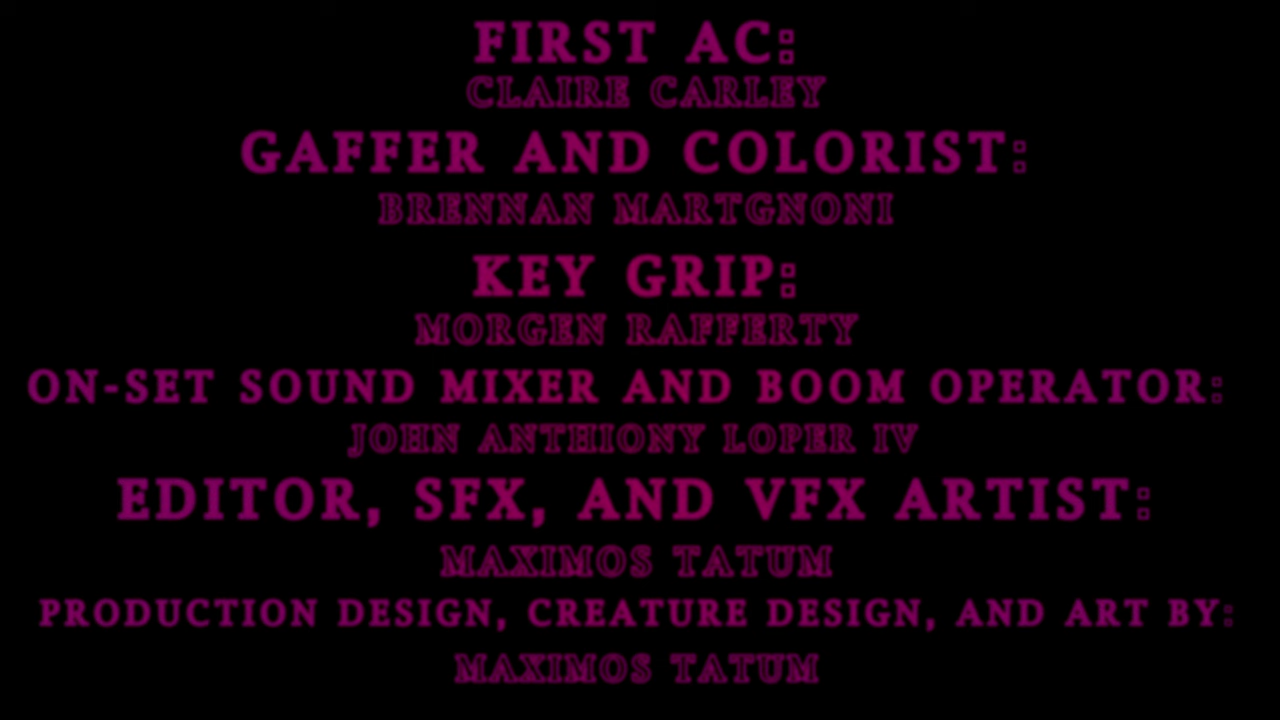 FIRST AC:
CLAIRE CARLEY
GAFFER AND COLORIST:
BRENNAN MARTGNONI
KEY GRIP:
MORGEN RAFFERTY
ON-SET SOUND MIXER AND BOOM OPERATOR:
JOHN ANTHIONY LOPER IV
EDITOR, SFX, AND VFX ARTIST:
MAXIMOS TATUM
PRODUCTION DESIGN, CREATURE DESIGN, AND ART BY:
MAXIMOS TATUM